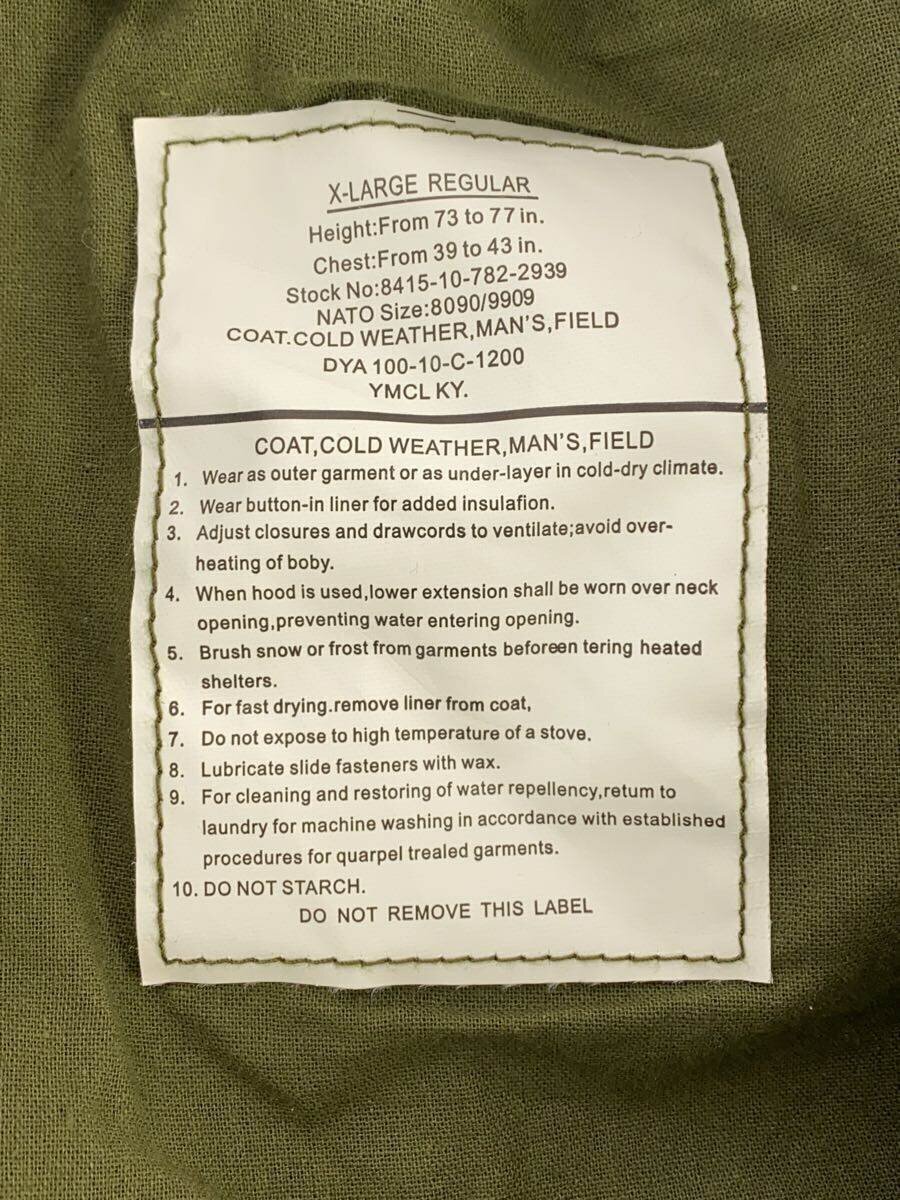 X-LARGE REGULAR
Height:From 73 to 77 in.
Chest:From 39 to 43 in.
Stock No:8415-10-782-2939
NATO Size:8090/9909
COAT.COLD WEATHER,MAN'S,FIELD
DYA 100-10-C-1200
YMCL KY.
COAT,COLD WEATHER,MAN'S,FIELD
1. Wear as outer garment or as under-layer in cold-dry climate.
2. Wear button-in liner for added insulafion.
3. Adjust closures and drawcords to ventilate;avoid over-
heating of boby.
4. When hood is used,lower extension shall be worn over neck
opening,preventing water entering opening.
5. Brush snow or frost from garments beforeen tering heated
shelters.
6. For fast drying.remove liner from coat,
7. Do not expose to high temperature of a stove.
8. Lubricate slide fasteners with wax.
9. For cleaning and restoring of water repellency,retum to
laundry for machine washing in accordance with established
procedures for quarpel trealed garments.
10. DO NOT STARCH.
DO NOT REMOVE THIS LABEL